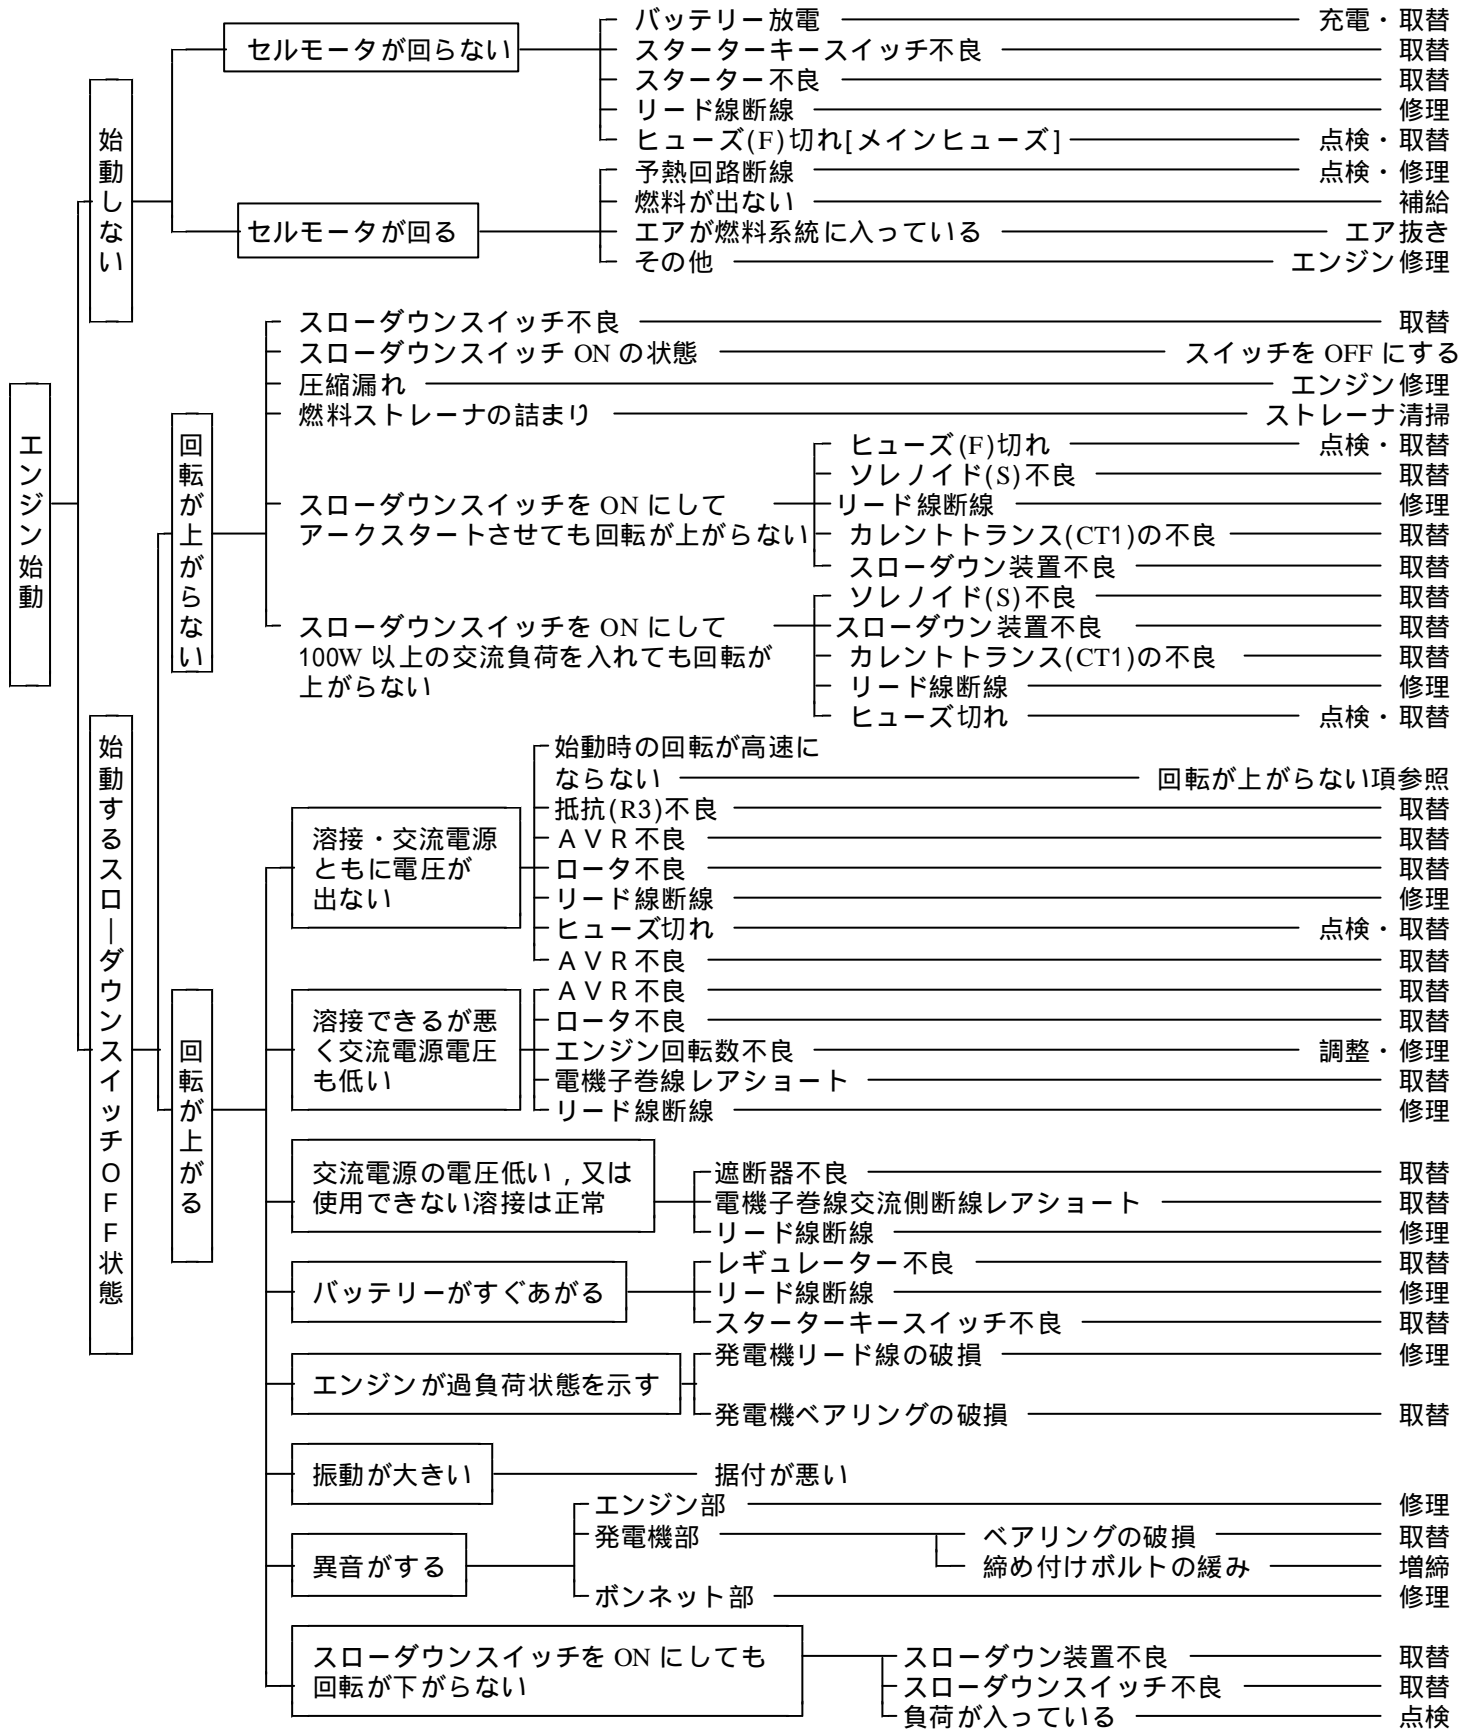 セルモータが回らない
バッテリー放電 充電・取替
スターターキースイッチ不良 取替
スターター不良 取替
リード線断線 修理
ヒューズ(F)切れ[メインヒューズ] 点検・取替
始動しない
セルモータが回る
予熱回路断線 点検・修理
燃料が出ない 補給
エアが燃料系統に入っている エア抜き
その他 エンジン修理
エンジン始動
回転が上がらない
スローダウンスイッチ不良 取替
スローダウンスイッチ ON の状態 スイッチを OFF にする
圧縮漏れ エンジン修理
燃料ストレーナの詰まり ストレーナ清掃
スローダウンスイッチを ON にして
アークスタートさせても回転が上がらない
ヒューズ(F)切れ 点検・取替
ソレノイド(S)不良 取替
リード線断線 修理
カレントトランス(CT1)の不良 取替
スローダウン装置不良 取替
スローダウンスイッチを ON にして
100W 以上の交流負荷を入れても回転が
上がらない
ソレノイド(S)不良 取替
スローダウン装置不良 取替
カレントトランス(CT1)の不良 取替
リード線断線 修理
ヒューズ切れ 点検・取替
始動するスローダウンスイッチOFF状態
回転が上がる
溶接・交流電源
ともに電圧が
出ない
始動時の回転が高速に
ならない 回転が上がらない項参照
抵抗(R3)不良 取替
AVR不良 取替
ロータ不良 取替
リード線断線 修理
ヒューズ切れ 点検・取替
AVR不良 取替
溶接できるが悪
く交流電源電圧
も低い
AVR不良 取替
ロータ不良 取替
エンジン回転数不良 調整・修理
電機子巻線レアショート 取替
リード線断線 修理
交流電源の電圧低い，又は
使用できない溶接は正常
遮断器不良 取替
電機子巻線交流側断線レアショート 取替
リード線断線 修理
バッテリーがすぐあがる
レギュレーター不良 取替
リード線断線 修理
スターターキースイッチ不良 取替
エンジンが過負荷状態を示す
発電機リード線の破損 修理
発電機ベアリングの破損 取替
振動が大きい 据付が悪い
異音がする
エンジン部 修理
発電機部 ベアリングの破損 取替
締め付けボルトの緩み 増締
ボンネット部 修理
スローダウンスイッチを ON にしても
回転が下がらない
スローダウン装置不良 取替
スローダウンスイッチ不良 取替
負荷が入っている 点検